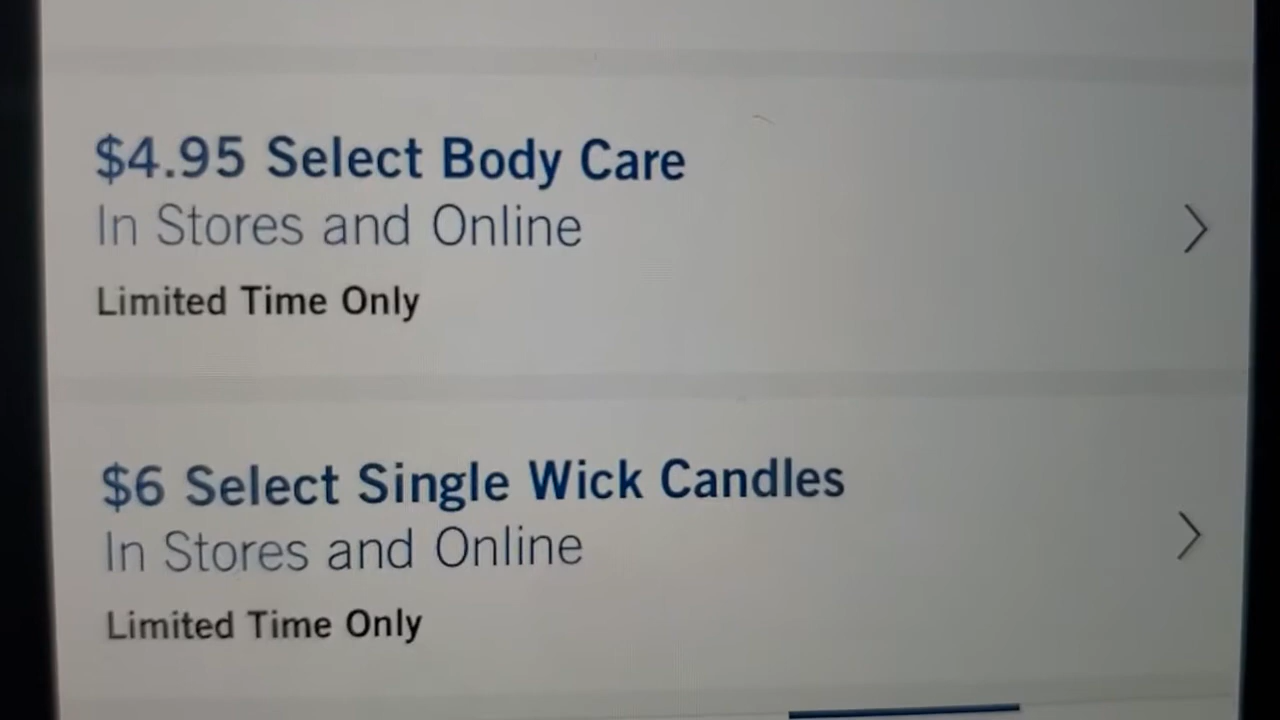 $4.95 Select Body Care
In Stores and Online
Limited Time Only
$6 Select Single Wick Candles
In Stores and Online
Limited Time Only